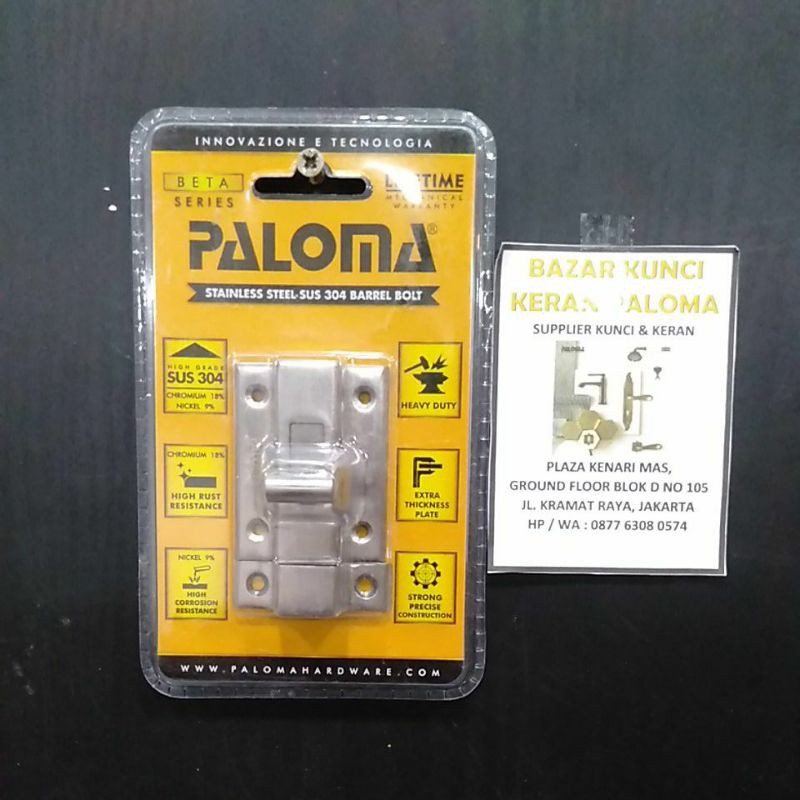 INNOVAZIONE E TECNOLOGIA
BETA
SERIES
LIFETIME
MECHANICAL
WARRANTY
PALOMA®
STAINLESS STEEL-SUS 304 BARREL BOLT
HIGH GRADE
SUS 304
CHROMIUM 18%
NICKEL 9%
HEAVY DUTY
CHROMIUM 18%
HIGH RUST
RESISTANCE
EXTRA
THICKNESS
PLATE
NICKEL 9%
HIGH
CORROSION
RESISTANCE
STRONG
PRECISE
CONSTRUCTION
WWW.PALOMAHARDWARE.COM
BAZAR KUNCI
KERAN PALOMA
SUPPLIER KUNCI & KERAN
PALOMA
PLAZA KENARI MAS,
GROUND FLOOR BLOK D NO 105
JL. KRAMAT RAYA, JAKARTA
HP / WA : 0877 6308 0574